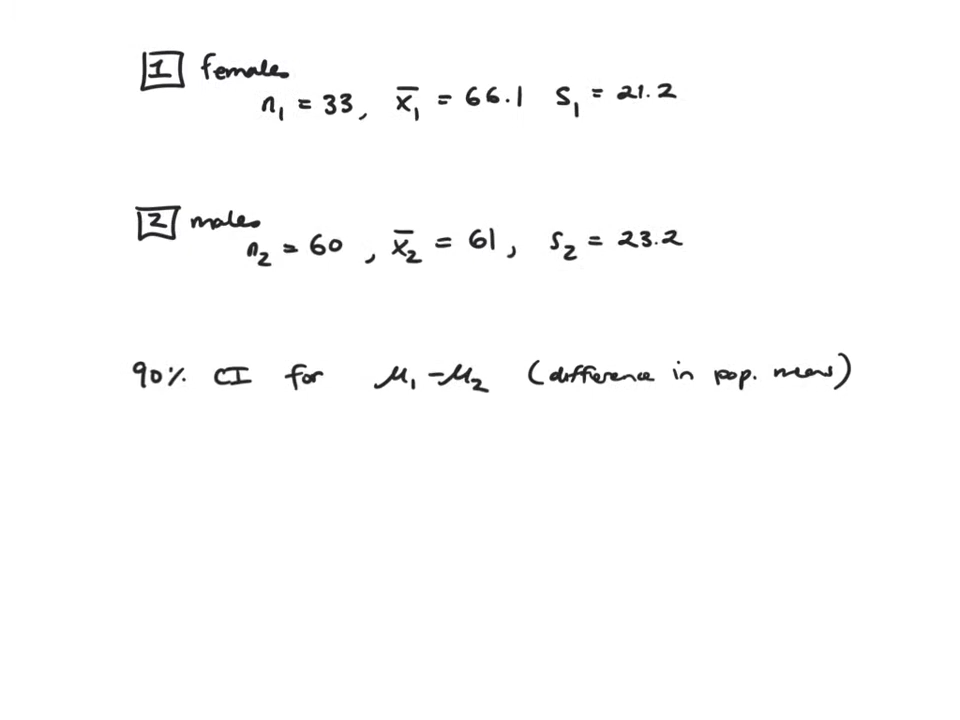 1 females
n₁ = 33, x̄₁ = 66.1 s₁ = 21.2
2 males
n₂ = 60, x̄₂ = 61, s₂ = 23.2
90% CI for μ₁-μ₂ (difference in pop. means)